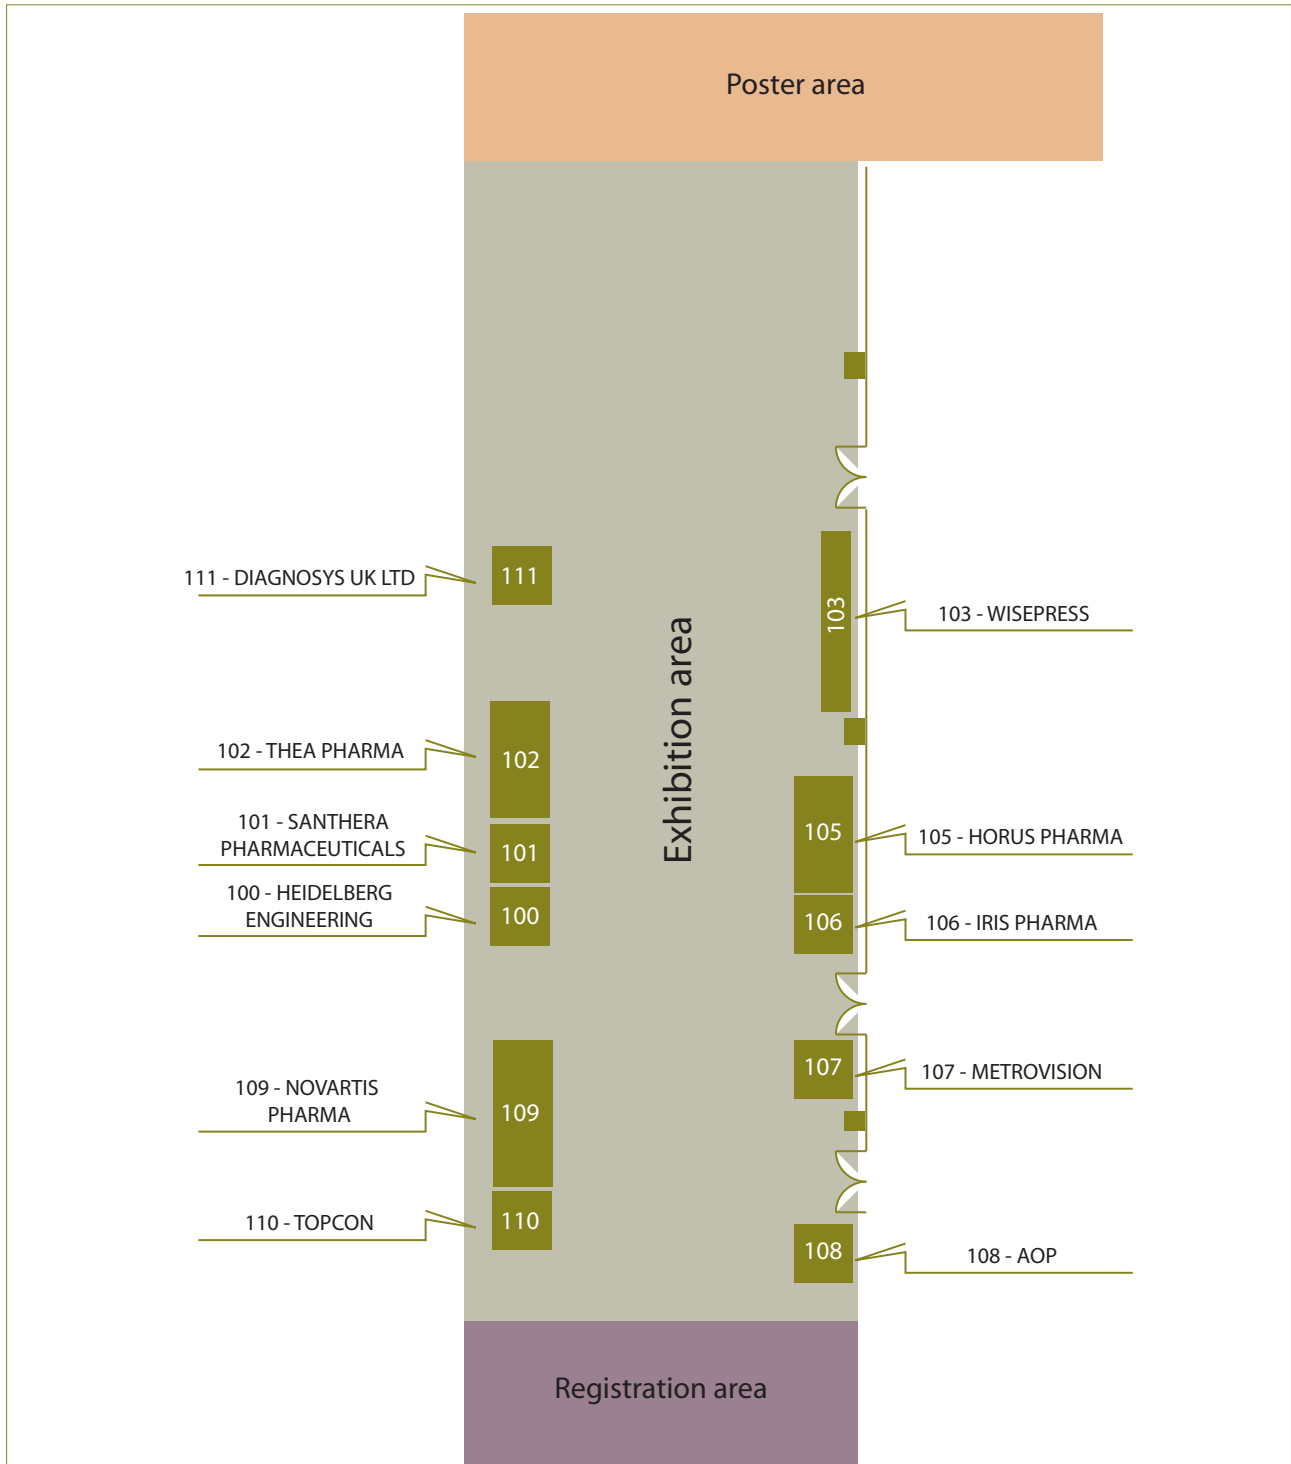 Poster area
Exhibition area
111 - DIAGNOSYS UK LTD
111
103
103 - WISEPRESS
102 - THEA PHARMA
102
101 - SANTHERA
PHARMACEUTICALS
101
105
105 - HORUS PHARMA
100 - HEIDELBERG
ENGINEERING
100
106
106 - IRIS PHARMA
107
107 - METROVISION
109 - NOVARTIS
PHARMA
109
110 - TOPCON
110
108
108 - AOP
Registration area